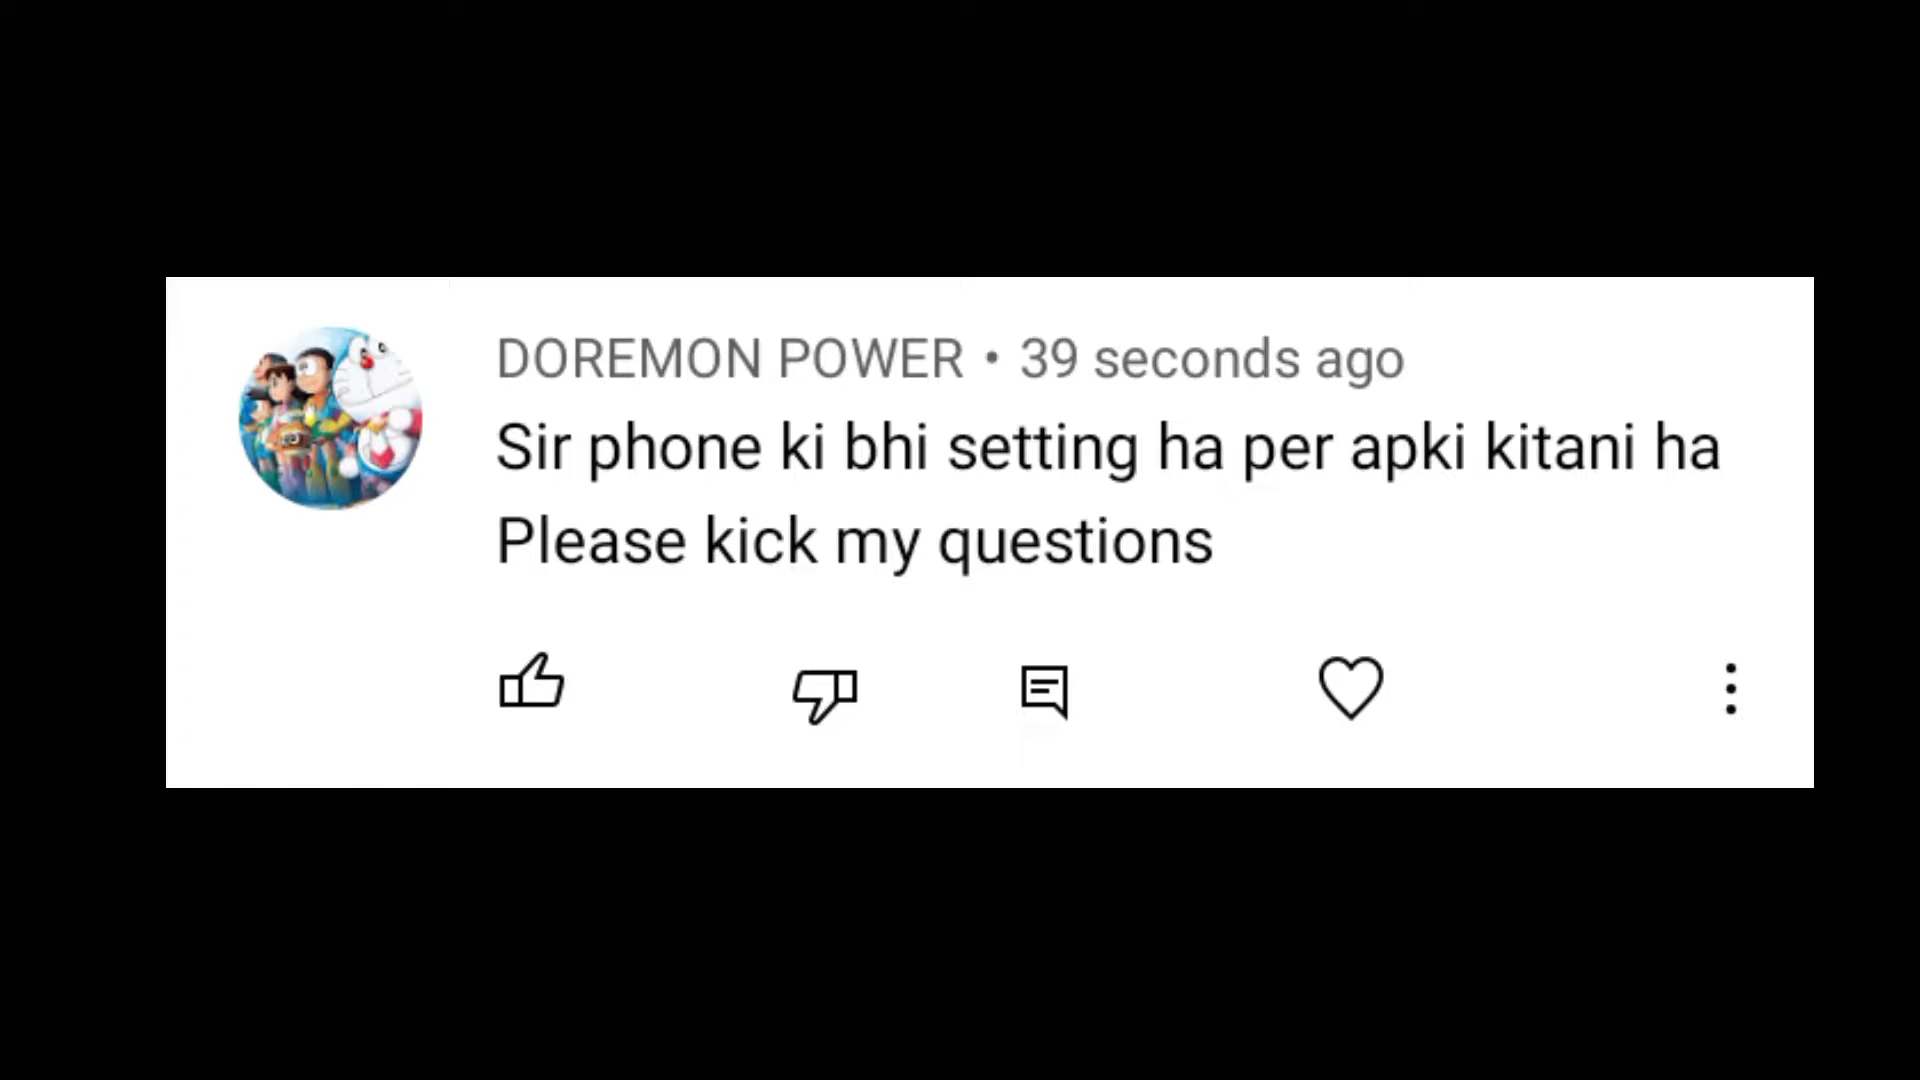 DOREMON POWER • 39 seconds ago
Sir phone ki bhi setting ha per apki kitani ha
Please kick my questions